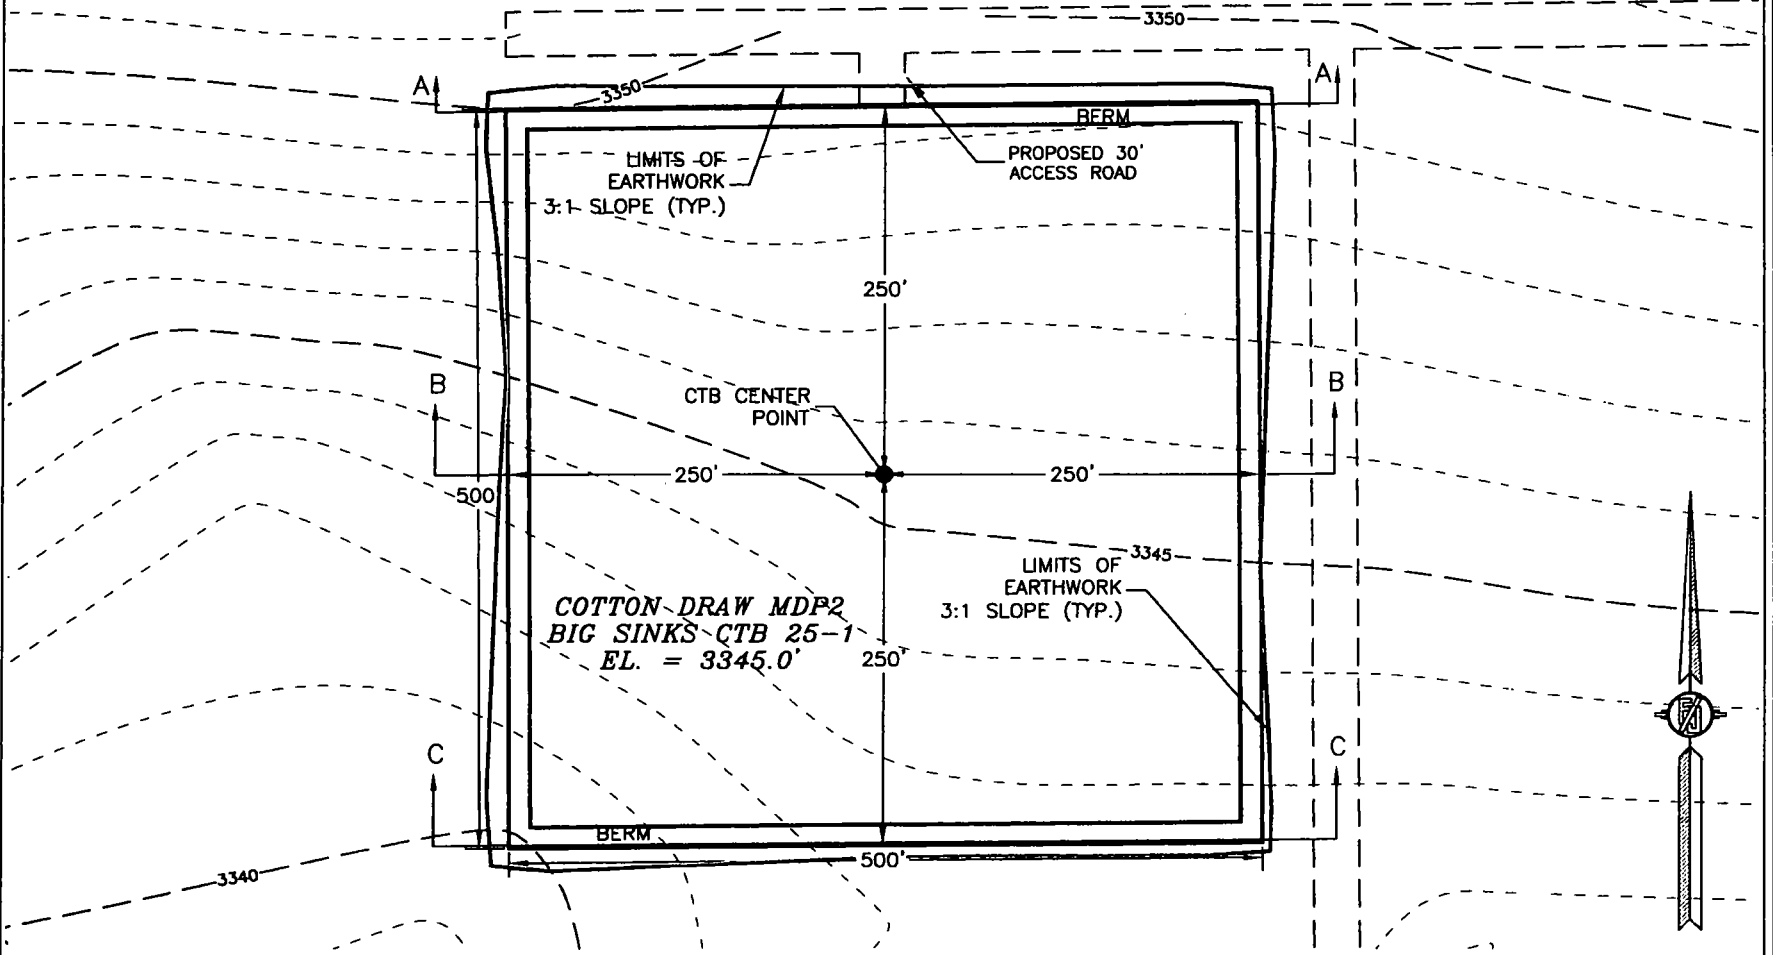 3350
A
A
3350
BERM
LIMITS OF
EARTHWORK
3:1 SLOPE (TYP.)
PROPOSED 30'
ACCESS ROAD
250'
B
B
CTB CENTER
POINT
250'
250'
500
3345
LIMITS OF
EARTHWORK
3:1 SLOPE (TYP.)
COTTON DRAW MDP2
BIG SINKS CTB 25-1
EL. = 3345.0'
250'
C
C
BERM
500'
3340